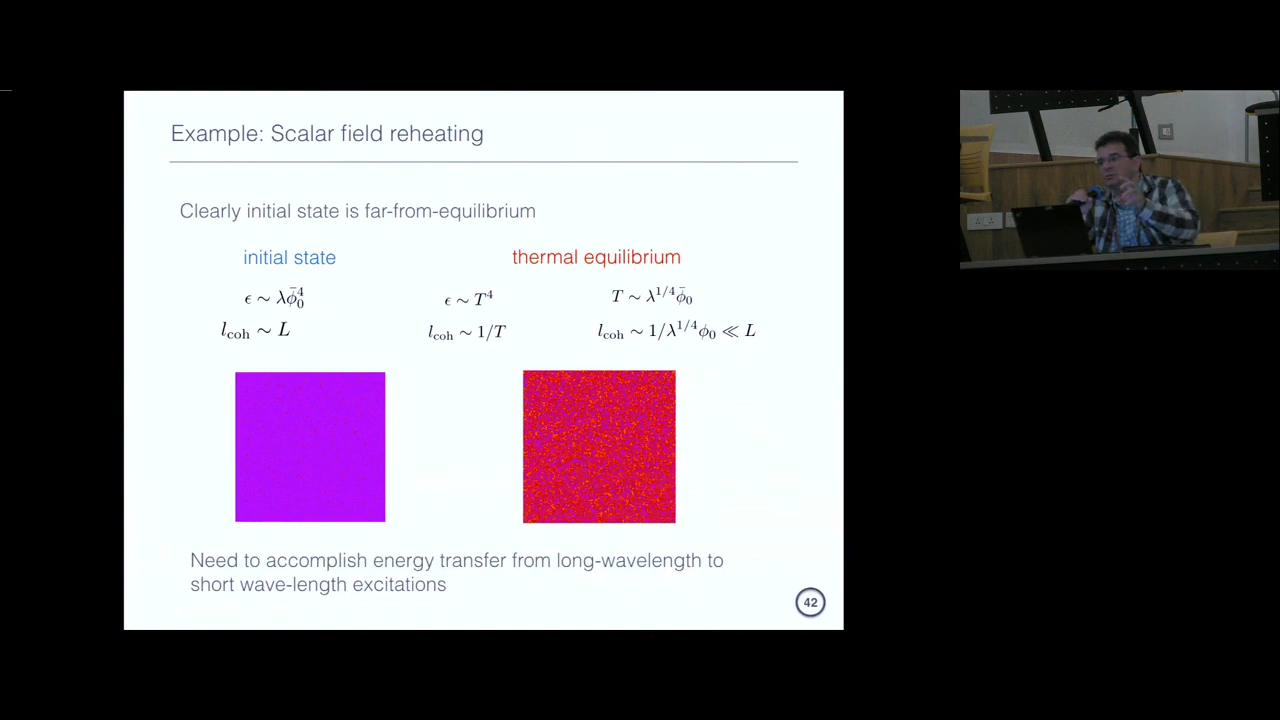 Example: Scalar field reheating
Clearly initial state is far-from-equilibrium
initial state
thermal equilibrium
ϵ ∼ λϕ̄₀⁴
ϵ ∼ T⁴
T ∼ λ^{1/4}ϕ̄₀
l_coh ∼ L
l_coh ∼ 1/T
l_coh ∼ 1/λ^{1/4}ϕ₀ ≪ L
Need to accomplish energy transfer from long-wavelength to
short wave-length excitations
42